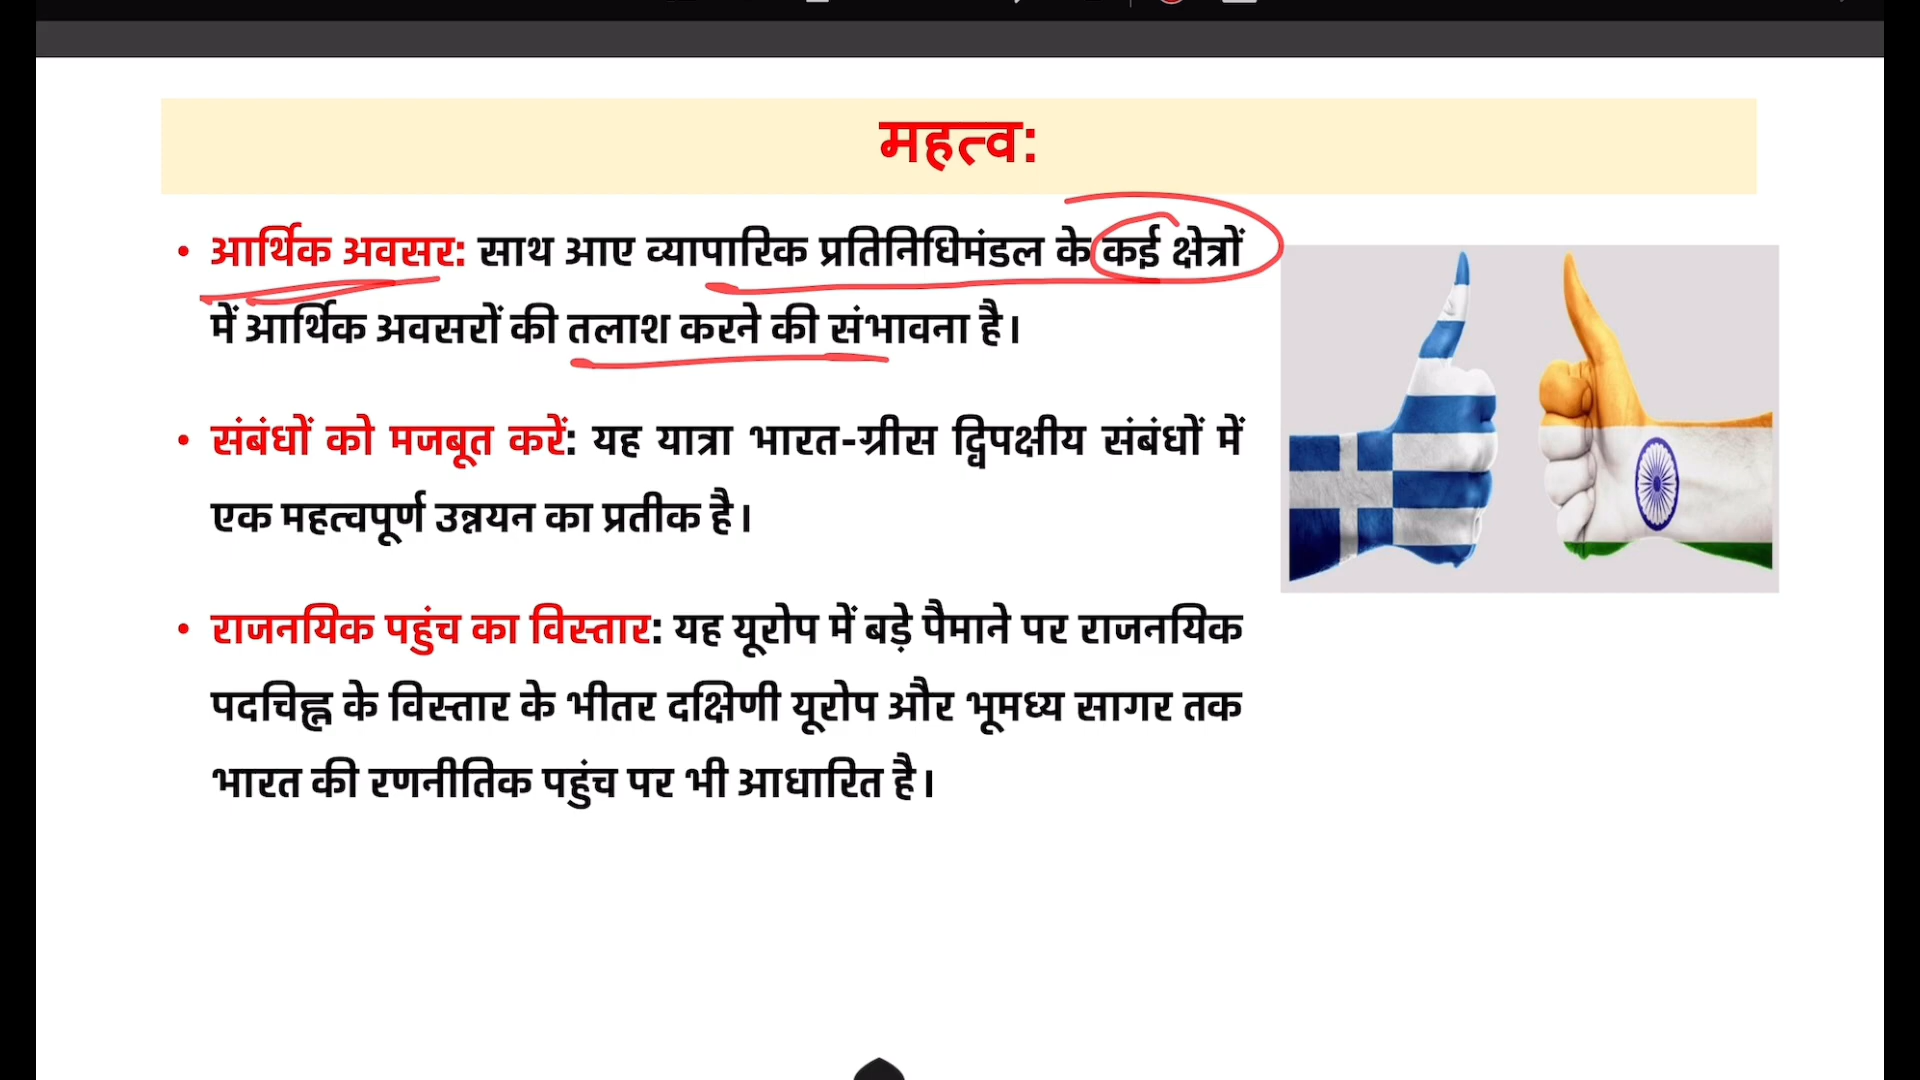 महत्व:
• आर्थिक अवसर: साथ आए व्यापारिक प्रतिनिधिमंडल के कई क्षेत्रों
में आर्थिक अवसरों की तलाश करने की संभावना है।
• संबंधों को मजबूत करें: यह यात्रा भारत-ग्रीस द्विपक्षीय संबंधों में
एक महत्वपूर्ण उन्नयन का प्रतीक है।
• राजनयिक पहुंच का विस्तार: यह यूरोप में बड़े पैमाने पर राजनयिक
पदचिह्न के विस्तार के भीतर दक्षिणी यूरोप और भूमध्य सागर तक
भारत की रणनीतिक पहुंच पर भी आधारित है।